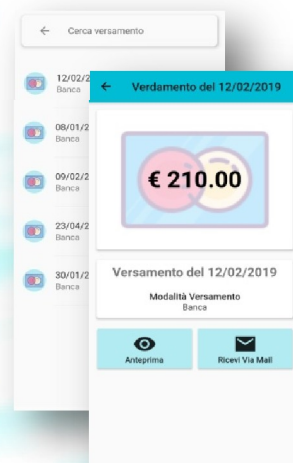 ← Cerca versamento
12/02/2
Banca
08/01/2
Banca
09/02/2
Banca
23/04/2
Banca
30/01/2
Banca
← Verdamento del 12/02/2019
€ 210.00
Versamento del 12/02/2019
Modalità Versamento
Banca
Anteprima
Ricevi Via Mail